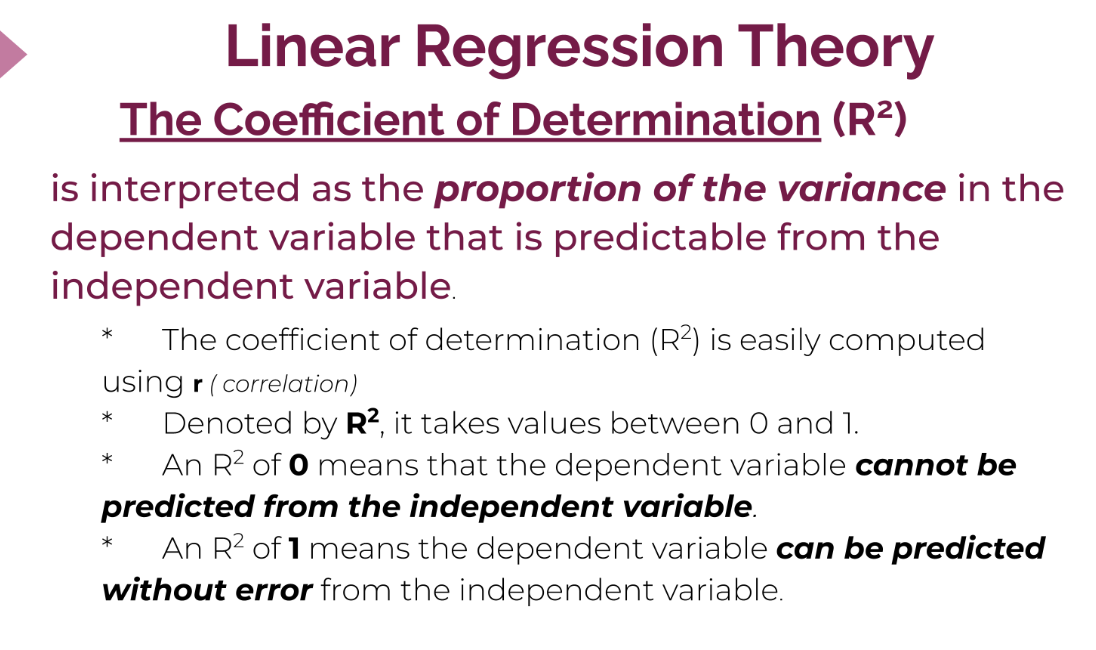 Linear Regression Theory
The Coefficient of Determination (R²)
is interpreted as the proportion of the variance in the
dependent variable that is predictable from the
independent variable.
* The coefficient of determination (R²) is easily computed
using r ( correlation)
* Denoted by R², it takes values between 0 and 1.
* An R² of 0 means that the dependent variable cannot be
predicted from the independent variable.
* An R² of 1 means the dependent variable can be predicted
without error from the independent variable.